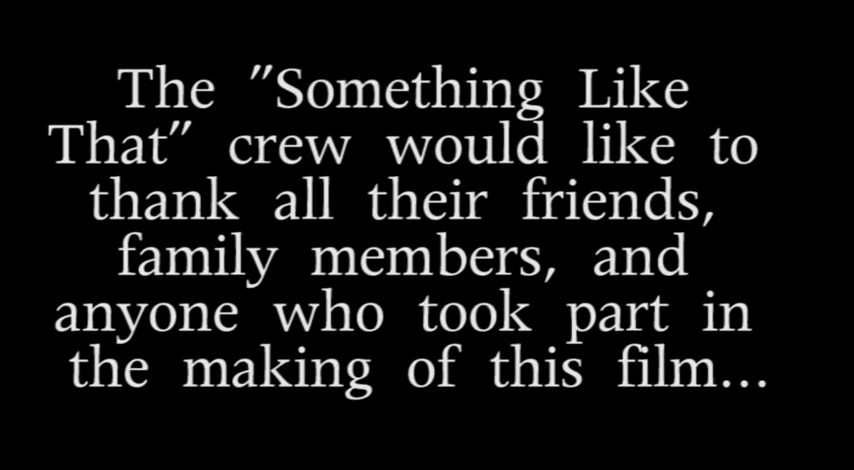 The "Something Like
That" crew would like to
thank all their friends,
family members, and
anyone who took part in
the making of this film...